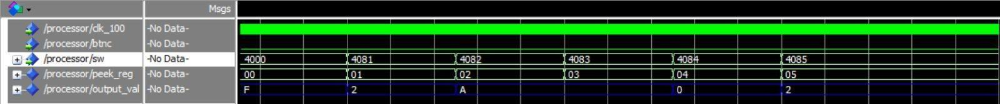 Msgs
/processor/clk_100 -No Data-
/processor/btnc -No Data-
/processor/sw -No Data- 4000 4081 4082 4083 4084 4085
/processor/peek_reg -No Data- 00 01 02 03 04 05
/processor/output_val -No Data- F 2 A 0 2